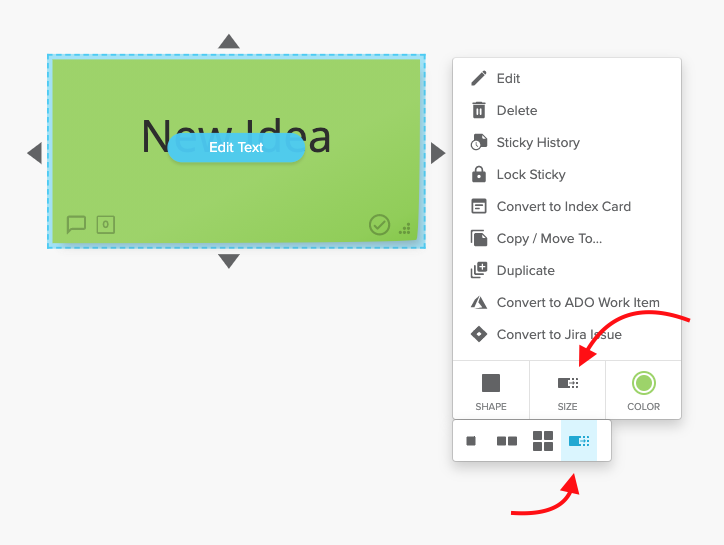 New Idea
Edit Text
0
Edit
Delete
Sticky History
Lock Sticky
Convert to Index Card
Copy / Move To...
Duplicate
Convert to ADO Work Item
Convert to Jira Issue
SHAPE
SIZE
COLOR